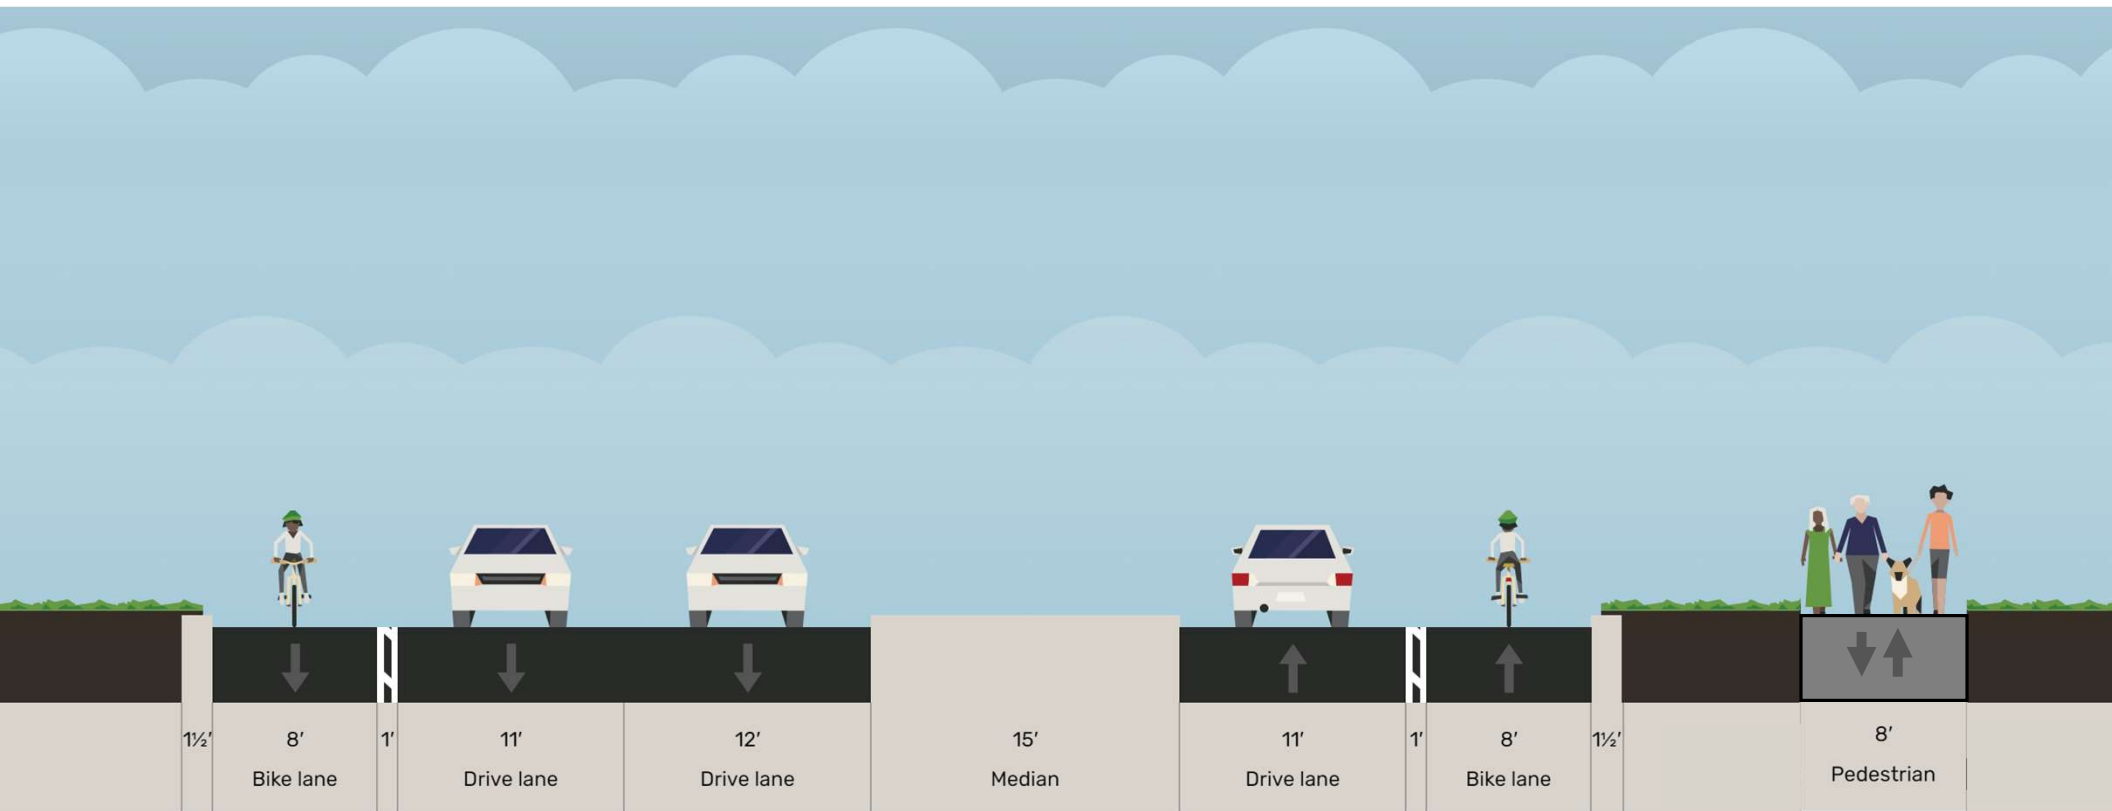 1½′ 8′ 1′ 11′ 12′ 15′ 11′ 1′ 8′ 1½′ 8′
Bike lane Drive lane Drive lane Median Drive lane Bike lane Pedestrian